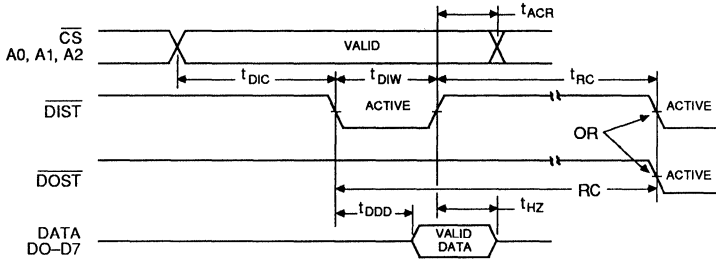 tACR
CS
A0, A1, A2
VALID
tDIC
tDIW
tRC
DIST
ACTIVE
ACTIVE
OR
DOST
ACTIVE
RC
tDDD
tHZ
DATA
DO–D7
VALID
DATA